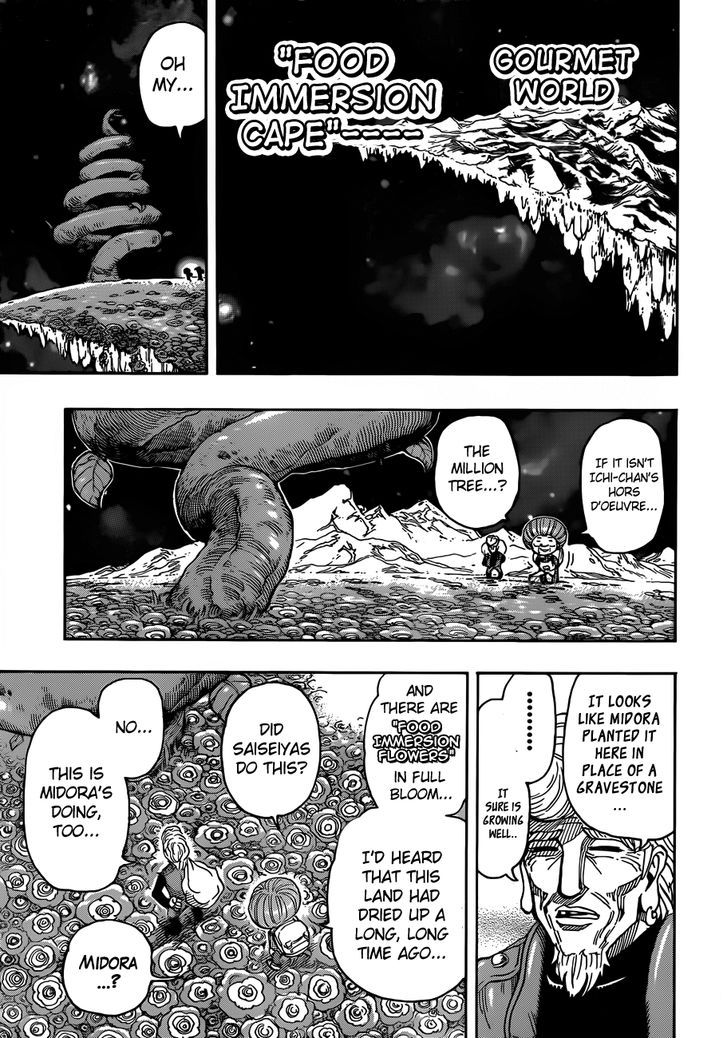 GOURMET
WORLD
"FOOD
IMMERSION
CAPE"----
OH
MY...
IF IT ISN'T
ICHI-CHAN'S
HORS
D'OEUVRE...
THE
MILLION
TREE...?
IT LOOKS
LIKE MIDORA
PLANTED IT
HERE IN
PLACE OF A
GRAVESTONE
...
.........
IT
SURE IS
GROWING
WELL..
AND
THERE ARE
"FOOD
IMMERSION
FLOWERS"
IN FULL
BLOOM...
I'D HEARD
THAT THIS
LAND HAD
DRIED UP A
LONG, LONG
TIME AGO...
DID
SAISEIYAS
DO THIS?
NO...
THIS IS
MIDORA'S
DOING,
TOO...
MIDORA
...?